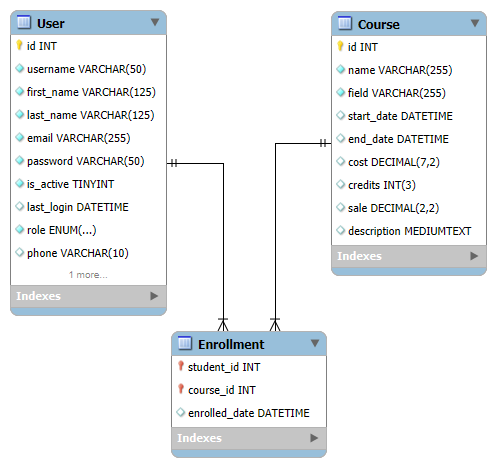 User
id INT
username VARCHAR(50)
first_name VARCHAR(125)
last_name VARCHAR(125)
email VARCHAR(255)
password VARCHAR(50)
is_active TINYINT
last_login DATETIME
role ENUM(...)
phone VARCHAR(10)
1 more...
Indexes
Course
id INT
name VARCHAR(255)
field VARCHAR(255)
start_date DATETIME
end_date DATETIME
cost DECIMAL(7,2)
credits INT(3)
sale DECIMAL(2,2)
description MEDIUMTEXT
Indexes
Enrollment
student_id INT
course_id INT
enrolled_date DATETIME
Indexes